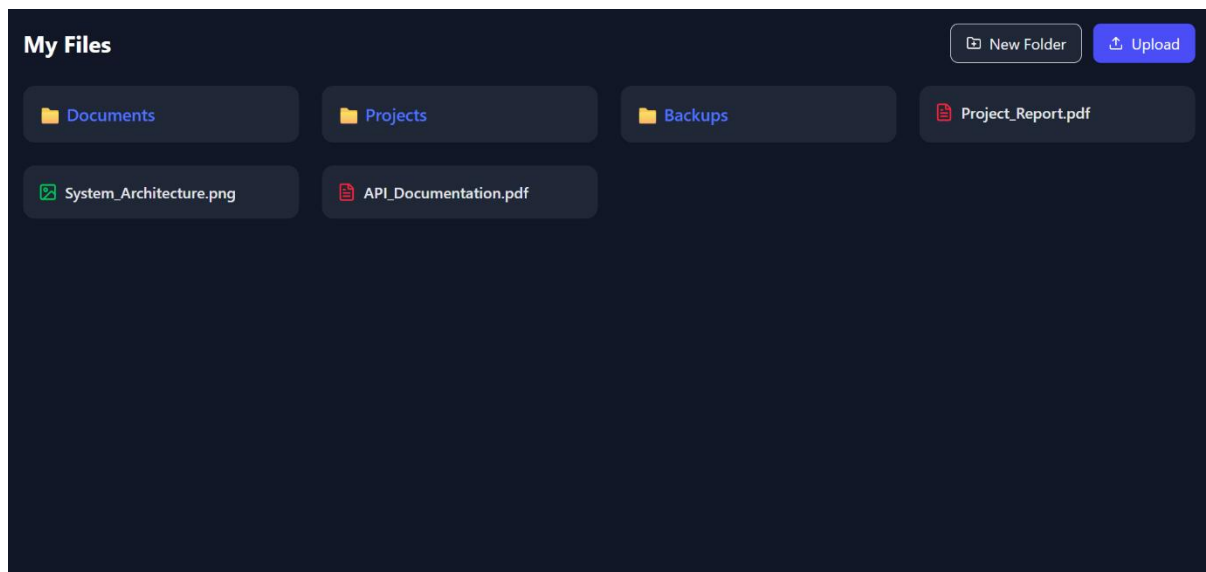 My Files
New Folder
Upload
Documents
Projects
Backups
Project_Report.pdf
System_Architecture.png
API_Documentation.pdf